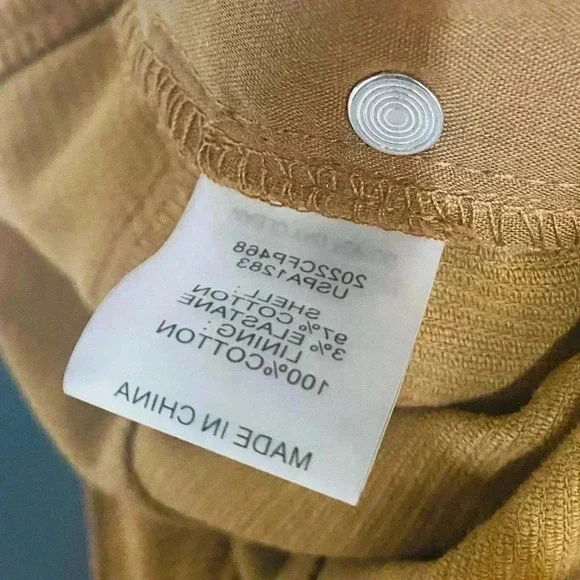 2022CFP468
USPA1283
SHELL:
97% COTTON
3% ELASTANE
LINING:
100%COTTON
MADE IN CHINA